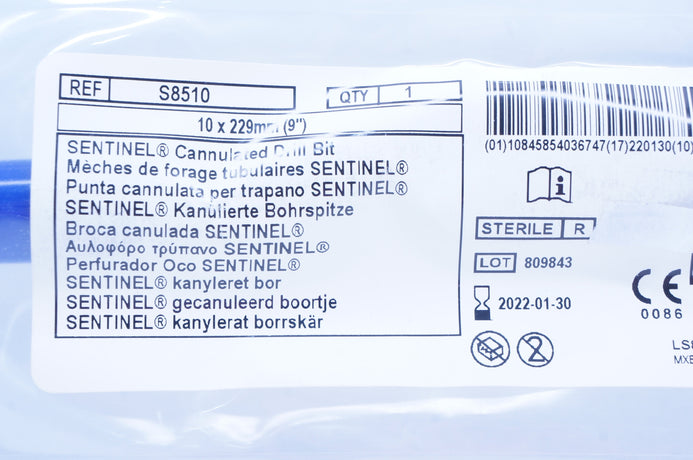 REF S8510
QTY 1
10 x 229mm (9")
SENTINEL® Cannulated Drill Bit
Mèches de forage tubulaires SENTINEL®
Punta cannulata per trapano SENTINEL®
SENTINEL® Kanülierte Bohrspitze
Broca canulada SENTINEL®
Αυλοφόρο τρύπανο SENTINEL®
Perfurador Oco SENTINEL®
SENTINEL® kanyleret bor
SENTINEL® gecanuleerd boortje
SENTINEL® kanylerat borrskär
(01)10845854036747(17)220130(10)
STERILE R
LOT 809843
2022-01-30
CE
0086